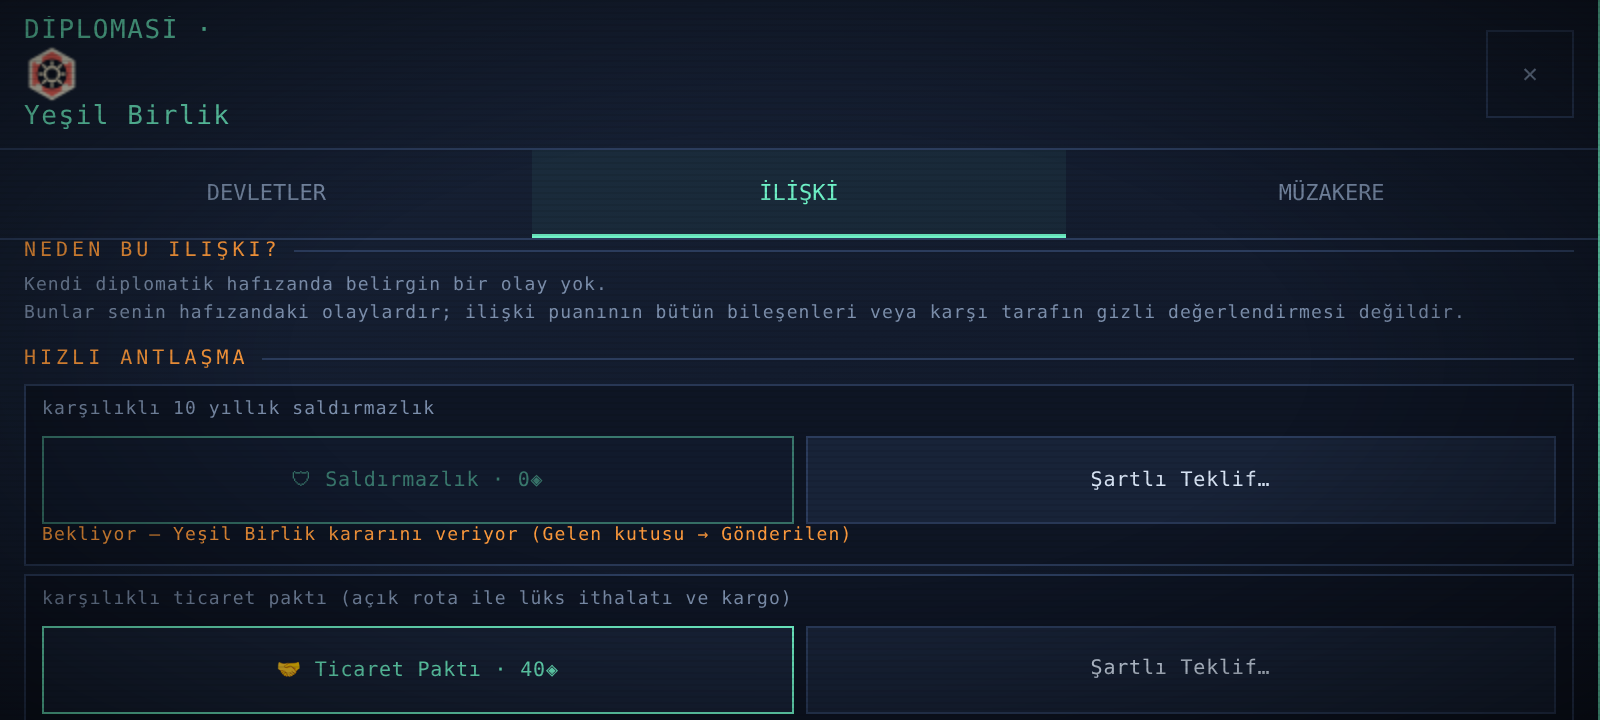 DİPLOMASİ ·
Yeşil Birlik
×
DEVLETLER
İLİŞKİ
MÜZAKERE
NEDEN BU ILIŞKI?
Kendi diplomatik hafızanda belirgin bir olay yok.
Bunlar senin hafızandaki olaylardır; ilişki puanının bütün bileşenleri veya karşı tarafın gizli değerlendirmesi değildir.
HIZLI ANTLAŞMA
karşılıklı 10 yıllık saldırmazlık
🛡 Saldırmazlık · 0◈
Şartlı Teklif…
Bekliyor — Yeşil Birlik kararını veriyor (Gelen kutusu → Gönderilen)
karşılıklı ticaret paktı (açık rota ile lüks ithalatı ve kargo)
🤝 Ticaret Paktı · 40◈
Şartlı Teklif…